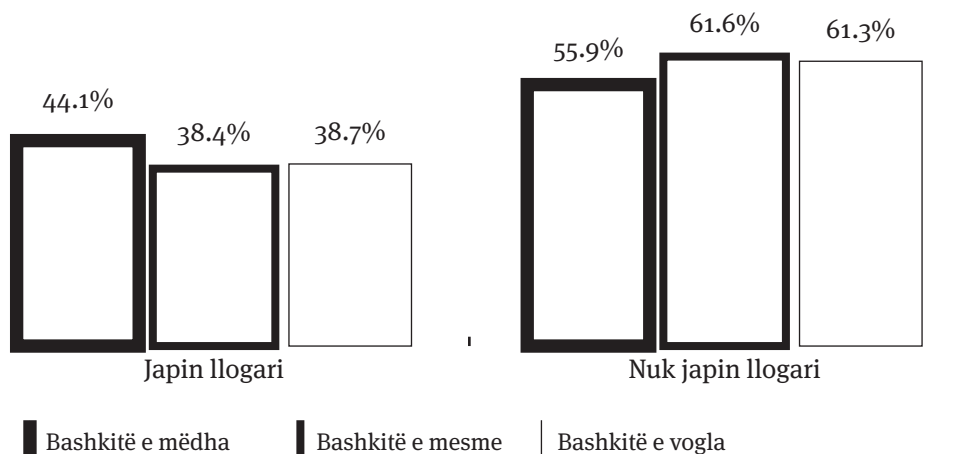 61.6%
55.9%
61.3%
44.1%
38.4%
38.7%
Japin llogari
Nuk japin llogari
Bashkitë e mëdha
Bashkitë e mesme
Bashkitë e vogla